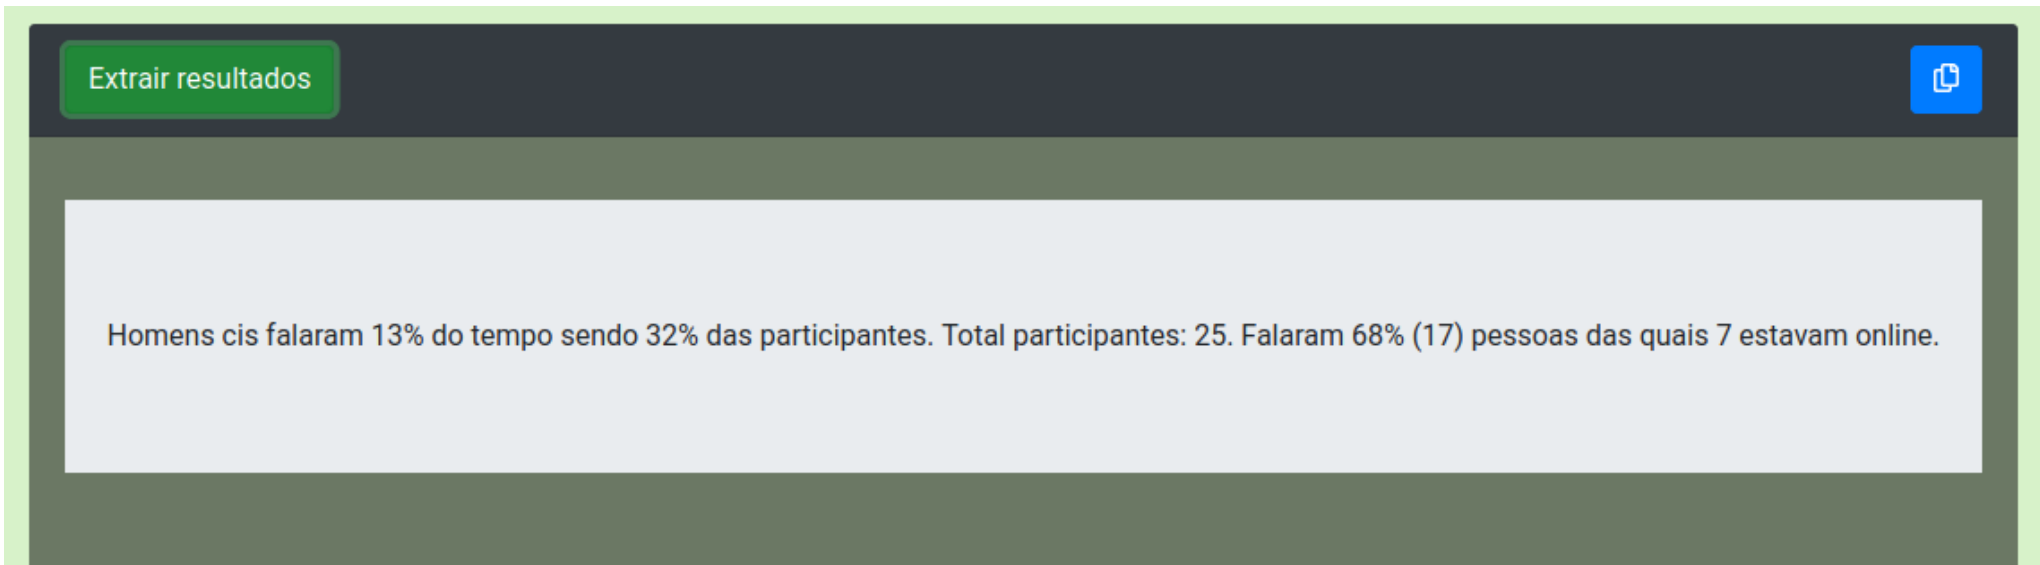 Extrair resultados
Homens cis falaram 13% do tempo sendo 32% das participantes. Total participantes: 25. Falaram 68% (17) pessoas das quais 7 estavam online.